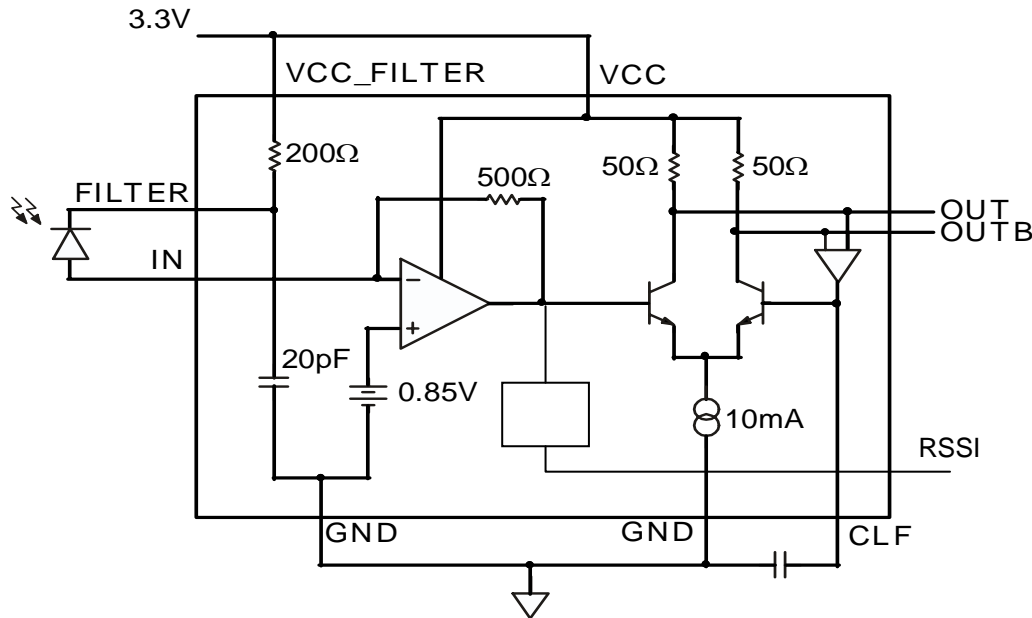 3.3V
VCC_FILTER
VCC
200Ω
50Ω
50Ω
500Ω
FILTER
OUT
OUTB
IN
−
+
20pF
0.85V
10mA
RSSI
GND
GND
CLF